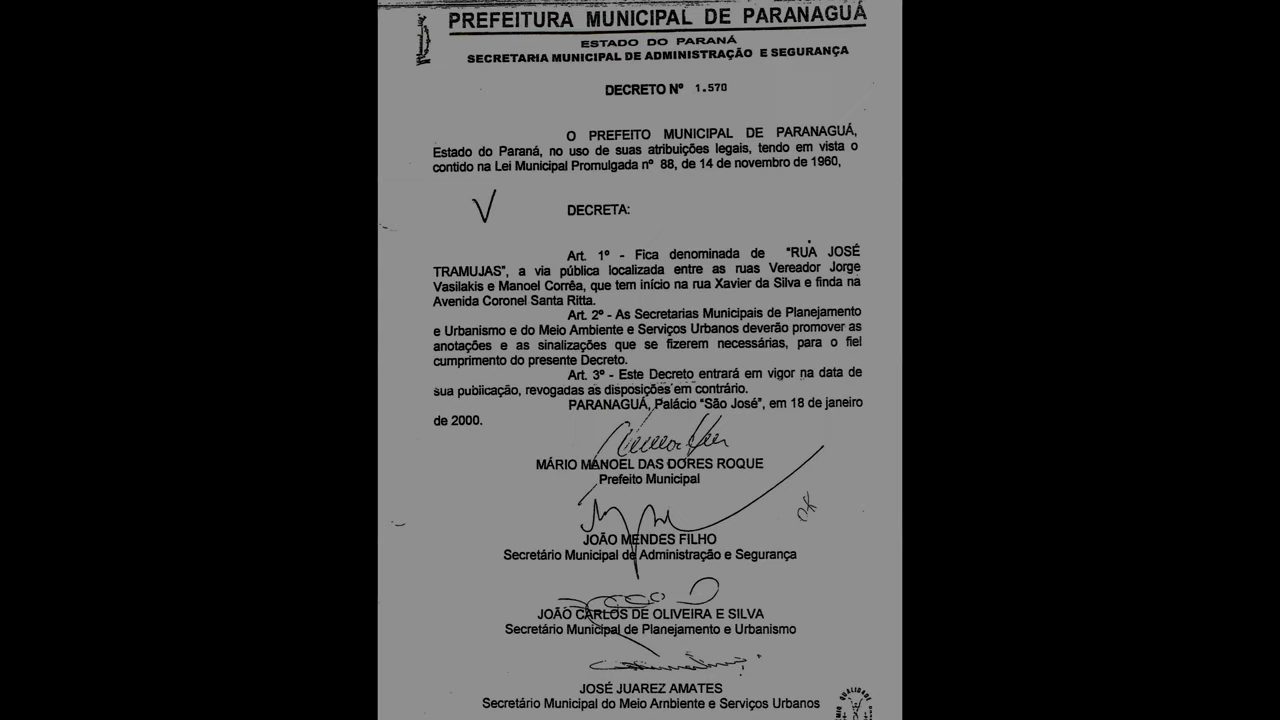 PREFEITURA MUNICIPAL DE PARANAGUÁ
ESTADO DO PARANÁ
SECRETARIA MUNICIPAL DE ADMINISTRAÇÃO E SEGURANÇA
DECRETO Nº 1.570
O PREFEITO MUNICIPAL DE PARANAGUÁ,
Estado do Paraná, no uso de suas atribuições legais, tendo em vista o
contido na Lei Municipal Promulgada nº 88, de 14 de novembro de 1960,
DECRETA:
Art. 1º - Fica denominada de "RUA JOSÉ
TRAMUJAS", a via pública localizada entre as ruas Vereador Jorge
Vasilakis e Manoel Corrêa, que tem início na rua Xavier da Silva e finda na
Avenida Coronel Santa Ritta.
Art. 2º - As Secretarias Municipais de Planejamento
e Urbanismo e do Meio Ambiente e Serviços Urbanos deverão promover as
anotações e as sinalizações que se fizerem necessárias, para o fiel
cumprimento do presente Decreto.
Art. 3º - Este Decreto entrará em vigor na data de
sua publicação, revogadas as disposições em contrário.
PARANAGUÁ, Palácio "São José", em 18 de janeiro
de 2000.
MÁRIO MANOEL DAS DORES ROQUE
Prefeito Municipal
JOÃO MENDES FILHO
Secretário Municipal de Administração e Segurança
JOÃO CARLOS DE OLIVEIRA E SILVA
Secretário Municipal de Planejamento e Urbanismo
JOSÉ JUAREZ AMATES
Secretário Municipal do Meio Ambiente e Serviços Urbanos
QUALIDADE